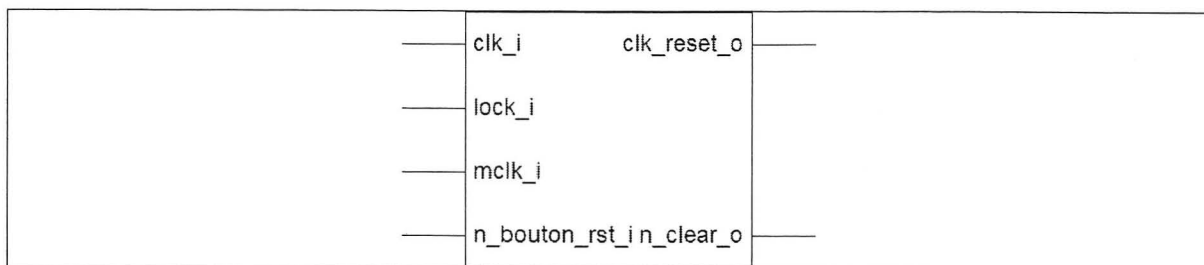 clk_i clk_reset_o
lock_i
mclk_i
n_bouton_rst_i n_clear_o